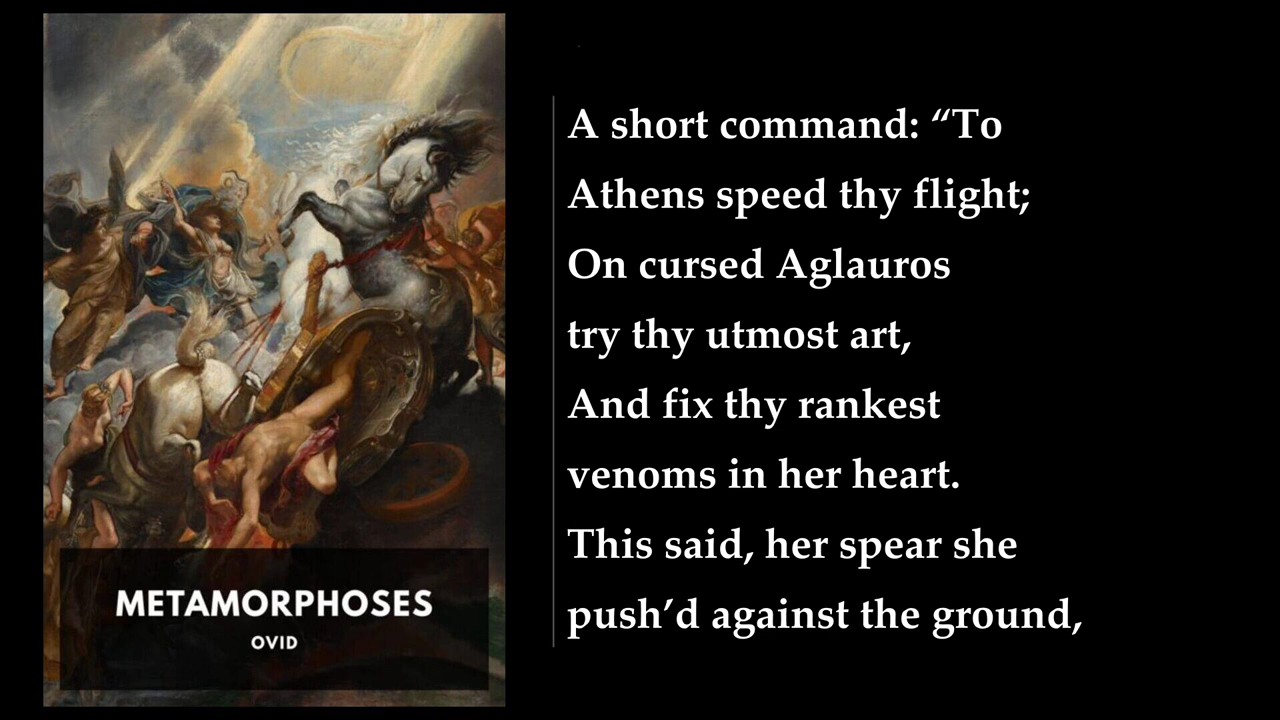 METAMORPHOSES
OVID
A short command: “To
Athens speed thy flight;
On cursed Aglauros
try thy utmost art,
And fix thy rankest
venoms in her heart.
This said, her spear she
push’d against the ground,